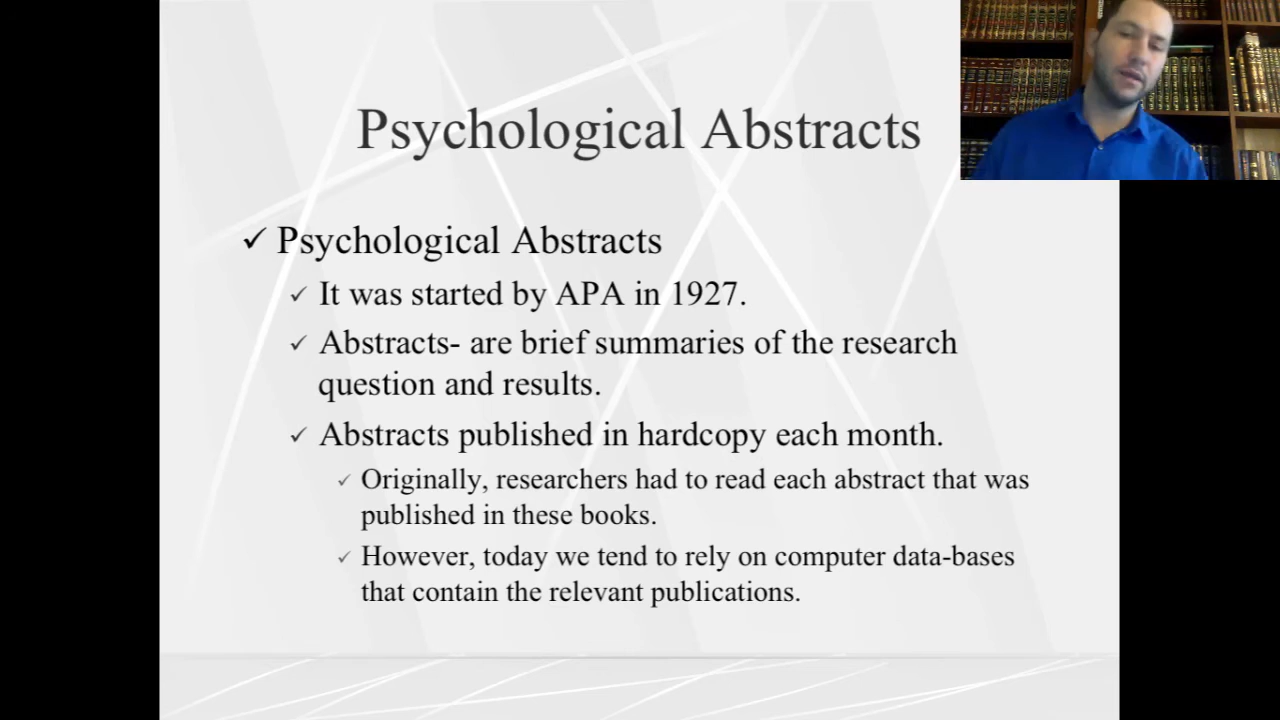 Psychological Abstracts
✓ Psychological Abstracts
✓ It was started by APA in 1927.
✓ Abstracts- are brief summaries of the research
question and results.
✓ Abstracts published in hardcopy each month.
✓ Originally, researchers had to read each abstract that was
published in these books.
✓ However, today we tend to rely on computer data-bases
that contain the relevant publications.